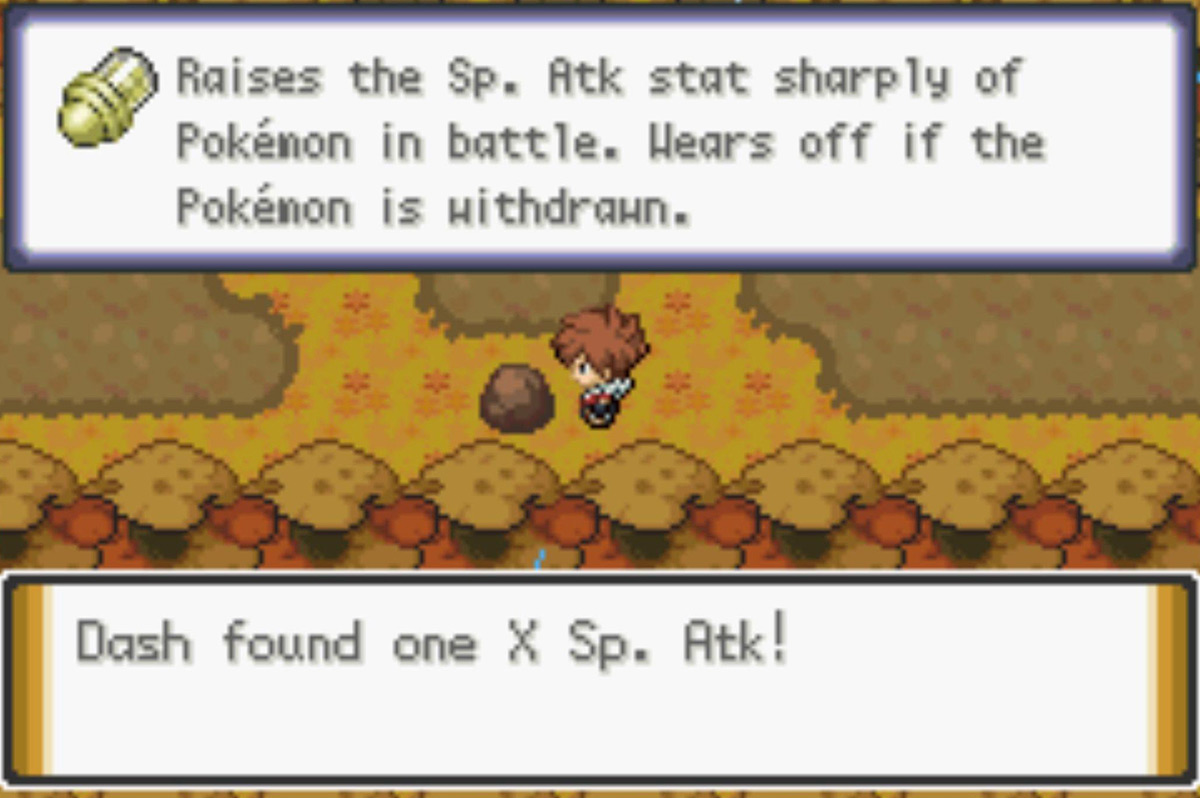 Raises the Sp. Atk stat sharply of
Pokémon in battle. Wears off if the
Pokémon is withdrawn.
Dash found one X Sp. Atk!